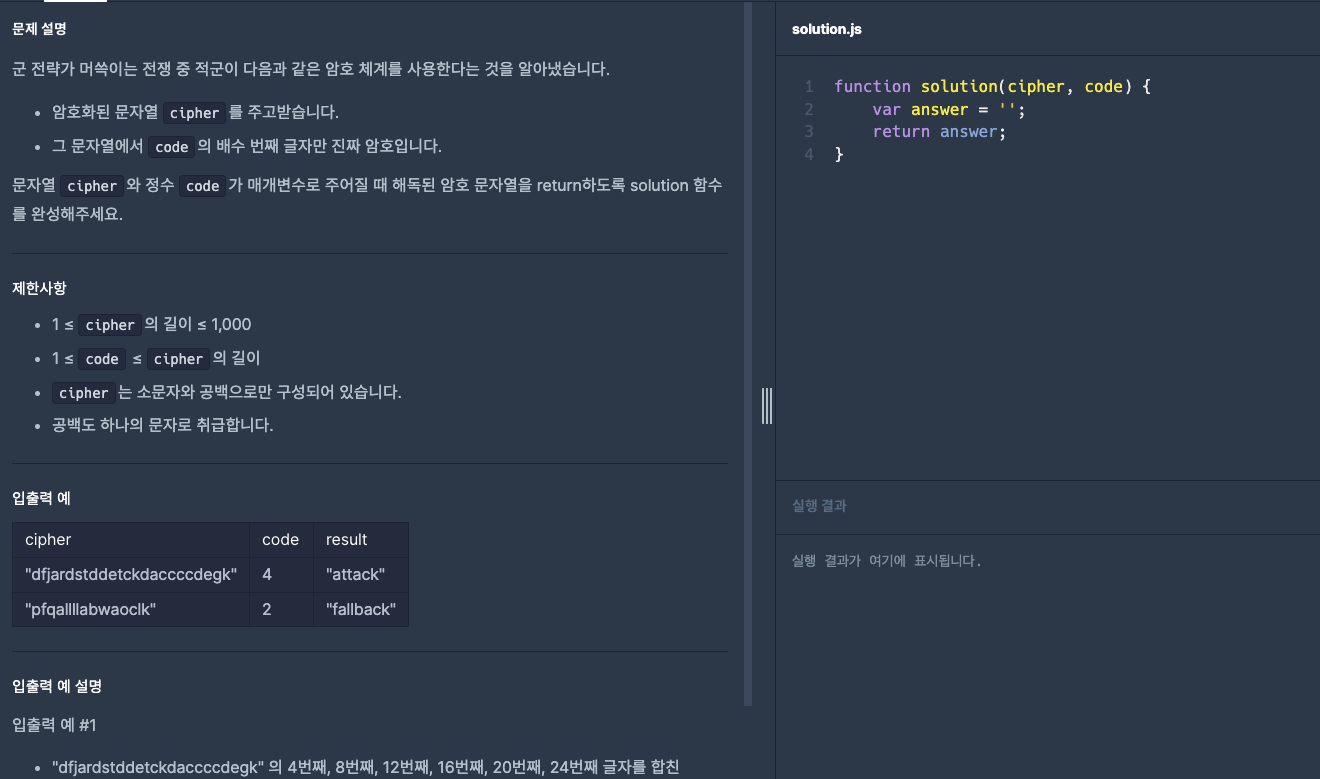 문제 설명
군 전략가 머쓱이는 전쟁 중 적군이 다음과 같은 암호 체계를 사용한다는 것을 알아냈습니다.
• 암호화된 문자열 cipher 를 주고받습니다.
• 그 문자열에서 code 의 배수 번째 글자만 진짜 암호입니다.
문자열 cipher 와 정수 code 가 매개변수로 주어질 때 해독된 암호 문자열을 return하도록 solution 함수
를 완성해주세요.
제한사항
• 1 ≤ cipher 의 길이 ≤ 1,000
• 1 ≤ code ≤ cipher 의 길이
• cipher 는 소문자와 공백으로만 구성되어 있습니다.
• 공백도 하나의 문자로 취급합니다.
입출력 예
cipher code result
"dfjardstddetckdaccccdegk" 4 "attack"
"pfqallllabwaoclk" 2 "fallback"
입출력 예 설명
입출력 예 #1
• "dfjardstddetckdaccccdegk" 의 4번째, 8번째, 12번째, 16번째, 20번째, 24번째 글자를 합친
solution.js
1 function solution(cipher, code) {
2     var answer = '';
3     return answer;
4 }
실행 결과
실행 결과가 여기에 표시됩니다.